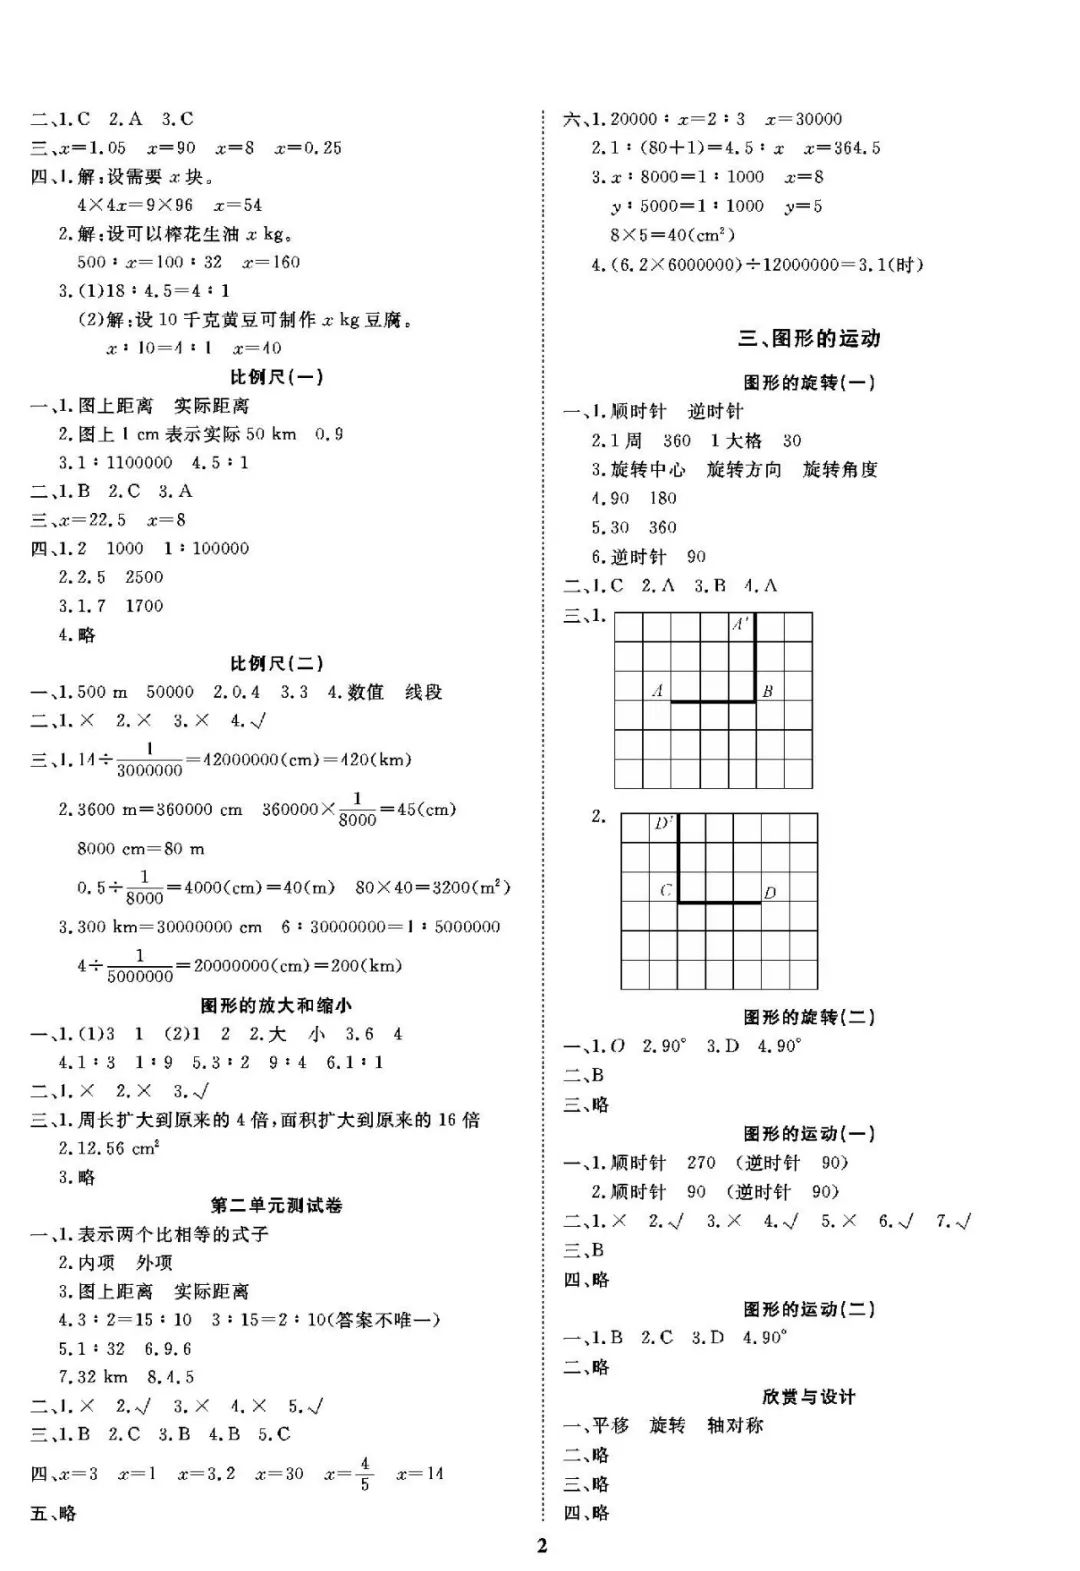 二、1.C 2.A 3.C
三、x=1.05 x=90 x=8 x=0.25
四、1.解:设需要 x 块。
4×4x=9×96 x=54
2.解:设可以榨花生油 x kg。
500∶x=100∶32 x=160
3.(1)18∶4.5=4∶1
(2)解:设 10 千克黄豆可制作 x kg 豆腐。
x∶10=4∶1 x=40
比例尺(一)
一、1.图上距离 实际距离
2.图上 1 cm 表示实际 50 km 0.9
3.1∶1100000 4.5∶1
二、1.B 2.C 3.A
三、x=22.5 x=8
四、1.2 1000 1∶100000
2.2.5 2500
3.1.7 1700
4.略
比例尺(二)
一、1.500 m 50000 2.0.4 3.3 4.数值 线段
二、1.× 2.× 3.× 4.√
三、1.14÷1/3000000=42000000(cm)=420(km)
2.3600 m=360000 cm 360000×1/8000=45(cm)
8000 cm=80 m
0.5÷1/8000=4000(cm)=40(m) 80×40=3200(m²)
3.300 km=30000000 cm 6∶30000000=1∶5000000
4÷1/5000000=20000000(cm)=200(km)
图形的放大和缩小
一、1.(1)3 1 (2)1 2 2.大 小 3.6 4
4.1∶3 1∶9 5.3∶2 9∶4 6.1∶1
二、1.× 2.× 3.√
三、1.周长扩大到原来的 4 倍,面积扩大到原来的 16 倍
2.12.56 cm²
3.略
第二单元测试卷
一、1.表示两个比相等的式子
2.内项 外项
3.图上距离 实际距离
4.3∶2=15∶10 3∶15=2∶10(答案不唯一)
5.1∶32 6.9.6
7.32 km 8.4.5
二、1.× 2.√ 3.× 4.× 5.√
三、1.B 2.C 3.B 4.B 5.C
四、x=3 x=1 x=3.2 x=30 x=4/5 x=14
五、略
六、1.20000∶x=2∶3 x=30000
2.1∶(80+1)=4.5∶x x=364.5
3.x∶8000=1∶1000 x=8
y∶5000=1∶1000 y=5
8×5=40(cm²)
4.(6.2×6000000)÷12000000=3.1(时)
三、图形的运动
图形的旋转(一)
一、1.顺时针 逆时针
2.1 周 360 1 大格 30
3.旋转中心 旋转方向 旋转角度
4.90 180
5.30 360
6.逆时针 90
二、1.C 2.A 3.B 4.A
三、1.
A'
A B
2.
D'
C D
图形的旋转(二)
一、1.O 2.90° 3.D 4.90°
二、B
三、略
图形的运动(一)
一、1.顺时针 270 (逆时针 90)
2.顺时针 90 (逆时针 90)
二、1.× 2.√ 3.× 4.√ 5.× 6.√ 7.√
三、B
四、略
图形的运动(二)
一、1.B 2.C 3.D 4.90°
二、略
欣赏与设计
一、平移 旋转 轴对称
二、略
三、略
四、略
2